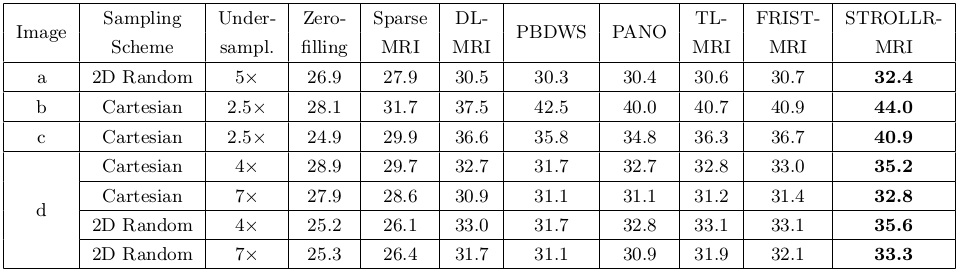 Image Sampling Scheme Under-sampl. Zero-filling Sparse MRI DL-MRI PBDWS PANO TL-MRI FRIST-MRI STROLLR-MRI
a 2D Random 5× 26.9 27.9 30.5 30.3 30.4 30.6 30.7 32.4
b Cartesian 2.5× 28.1 31.7 37.5 42.5 40.0 40.7 40.9 44.0
c Cartesian 2.5× 24.9 29.9 36.6 35.8 34.8 36.3 36.7 40.9
d Cartesian 4× 28.9 29.7 32.7 31.7 32.7 32.8 33.0 35.2
Cartesian 7× 27.9 28.6 30.9 31.1 31.1 31.2 31.4 32.8
2D Random 4× 25.2 26.1 33.0 31.7 32.8 33.1 33.1 35.6
2D Random 7× 25.3 26.4 31.7 31.1 30.9 31.9 32.1 33.3